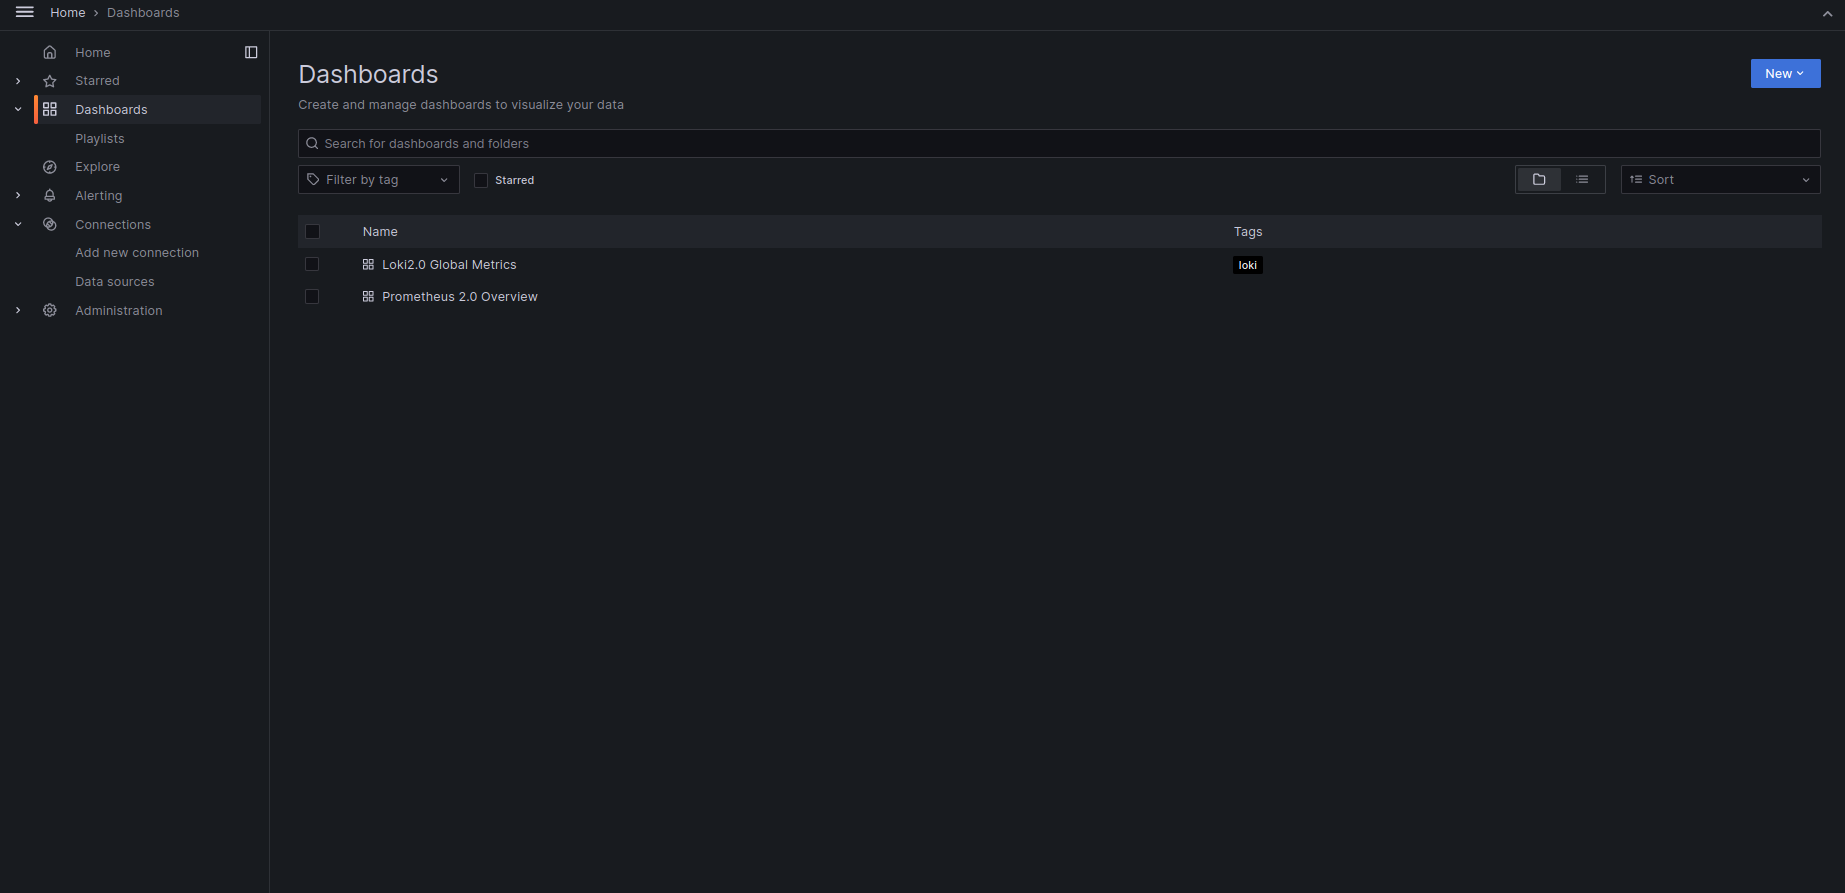 Home › Dashboards
Home
Starred
Dashboards
Playlists
Explore
Alerting
Connections
Add new connection
Data sources
Administration
Dashboards
New
Create and manage dashboards to visualize your data
Search for dashboards and folders
Filter by tag
Starred
Sort
Name Tags
Loki2.0 Global Metrics loki
Prometheus 2.0 Overview